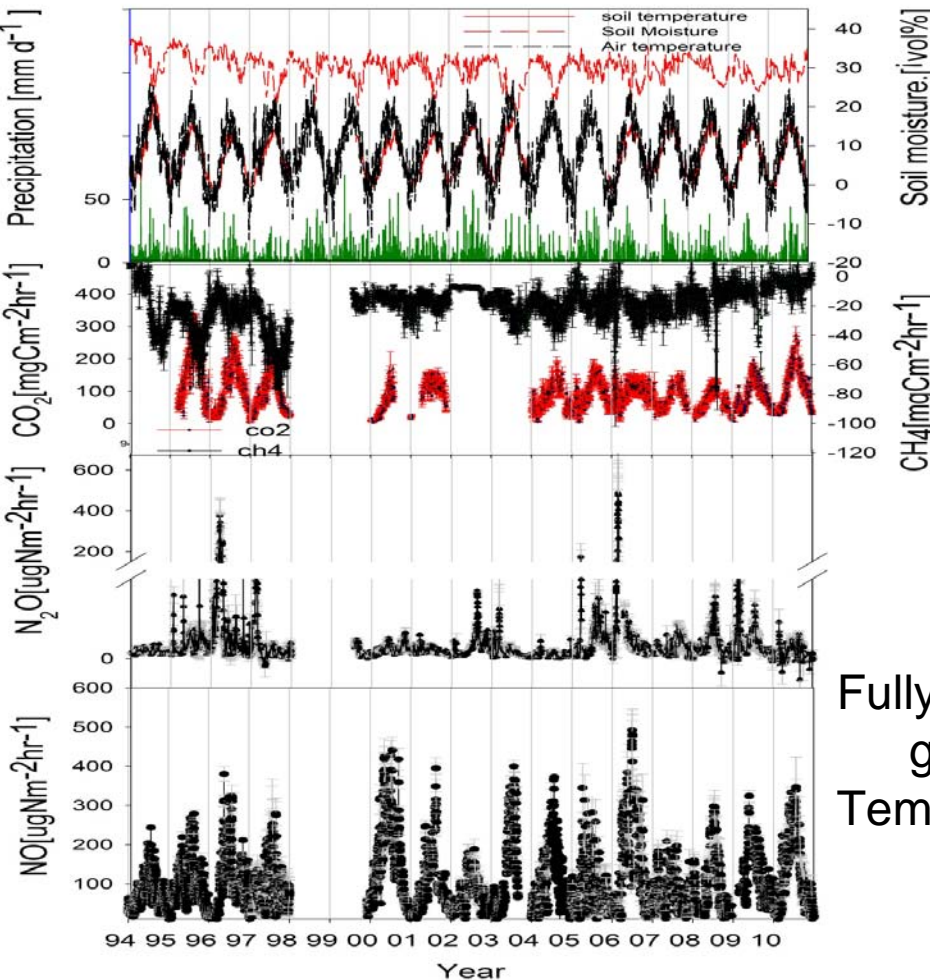 Precipitation [mm d-1]
50
0
soil temperature
Soil Moisture
Air temperature
40
30
20
10
0
-10
-20
Soil moisture.[ivol%]
CO2[mgCm-2hr-1]
0
400
300
200
100
0
co2
ch4
0
-20
-40
-60
-80
-100
-120
CH4[mqCm-2hr-1]
N2O[ugNm-2hr-1]
600
400
200
0
NO[ugNm-2hr-1]
600
500
400
300
200
100
94 95 96 97 98 99 00 01 02 03 04 05 06 07 08 09 10
Year
Fully
g
Tem